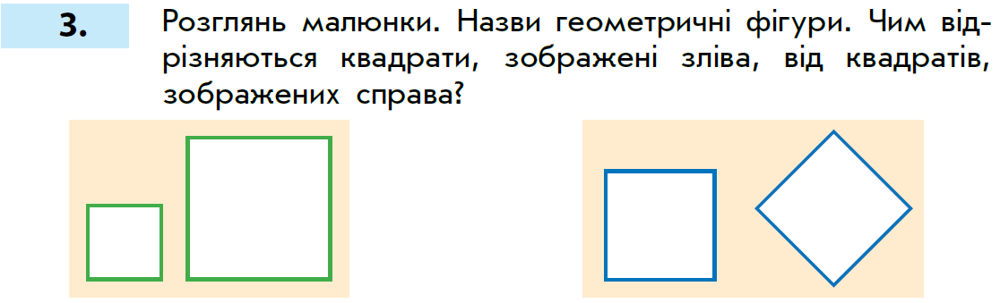 3. Розглянь малюнки. Назви геометричні фігури. Чим від-
різняються квадрати, зображені зліва, від квадратів,
зображених справа?